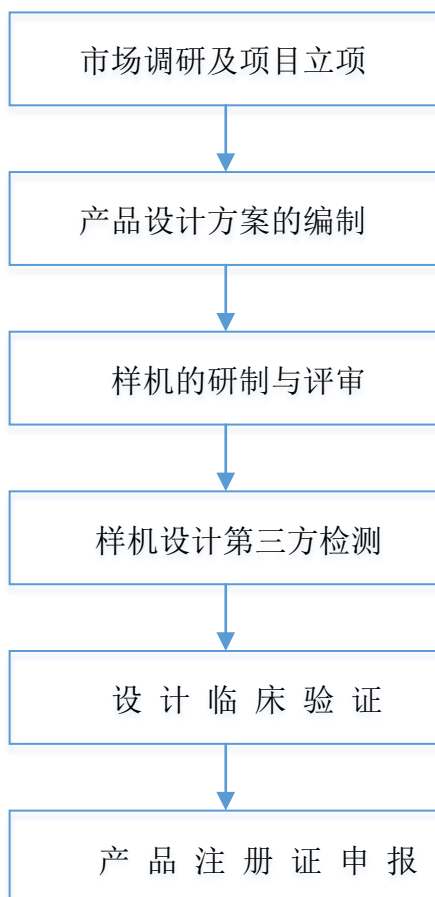 市场调研及项目立项
产品设计方案的编制
样机的研制与评审
样机设计第三方检测
设计临床验证
产品注册证申报